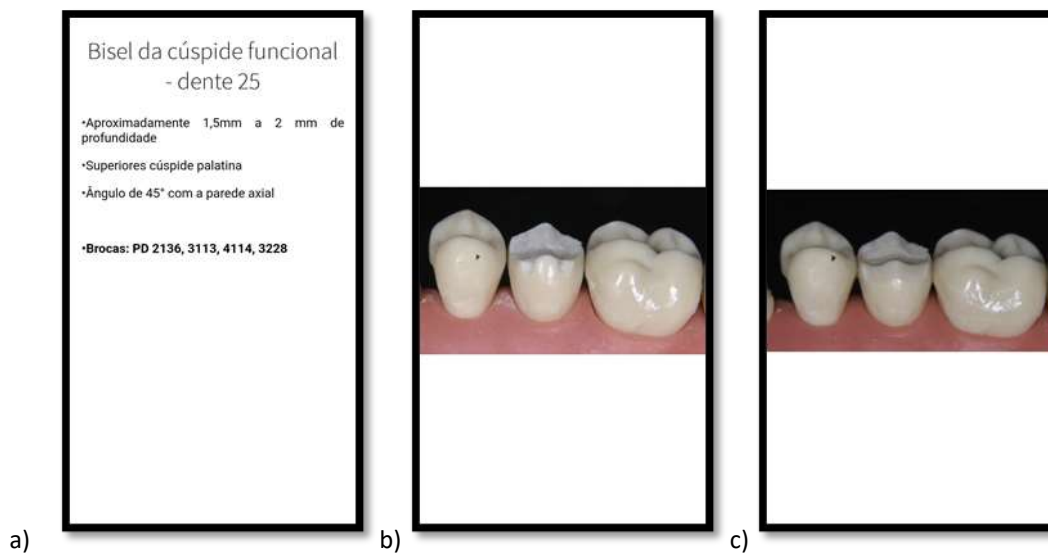 Bisel da cúspide funcional
- dente 25
•Aproximadamente 1,5mm a 2 mm de
profundidade
•Superiores cúspide palatina
•Ângulo de 45° com a parede axial
•Brocas: PD 2136, 3113, 4114, 3228
a)
b)
c)